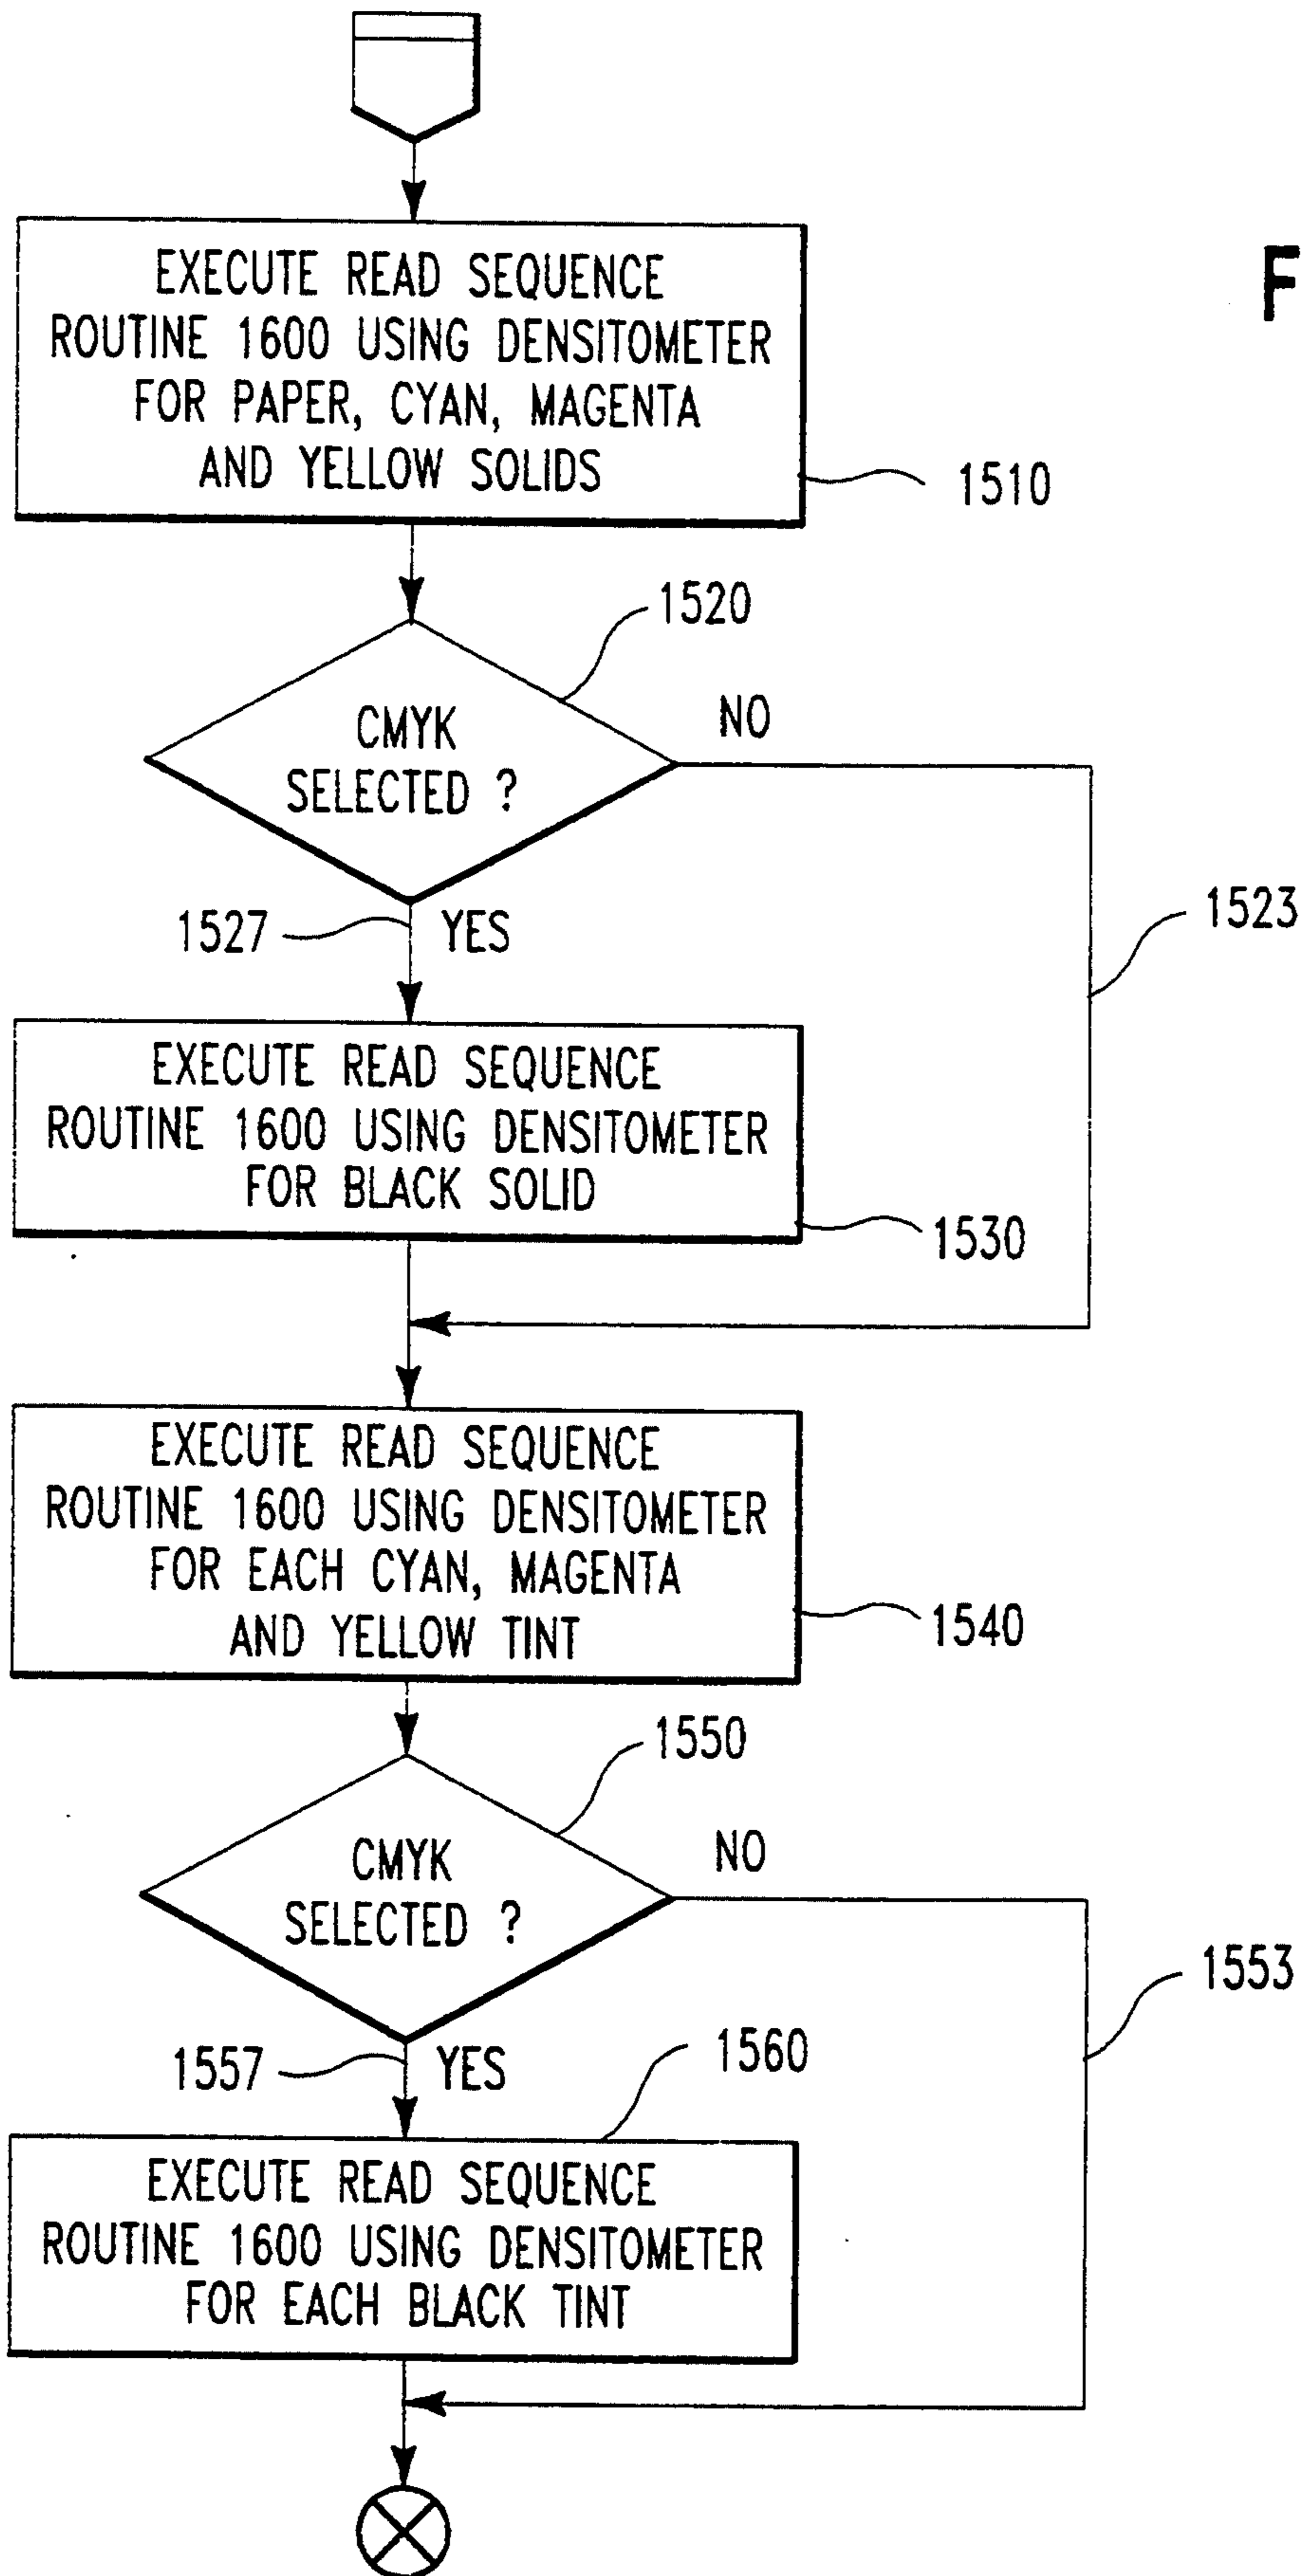 EXECUTE READ SEQUENCE
ROUTINE 1600 USING DENSITOMETER
FOR PAPER, CYAN, MAGENTA
AND YELLOW SOLIDS
F
1510
1520
CMYK
SELECTED ?
NO
1523
1527
YES
EXECUTE READ SEQUENCE
ROUTINE 1600 USING DENSITOMETER
FOR BLACK SOLID
1530
EXECUTE READ SEQUENCE
ROUTINE 1600 USING DENSITOMETER
FOR EACH CYAN, MAGENTA
AND YELLOW TINT
1540
1550
CMYK
SELECTED ?
NO
1553
1557
YES
1560
EXECUTE READ SEQUENCE
ROUTINE 1600 USING DENSITOMETER
FOR EACH BLACK TINT